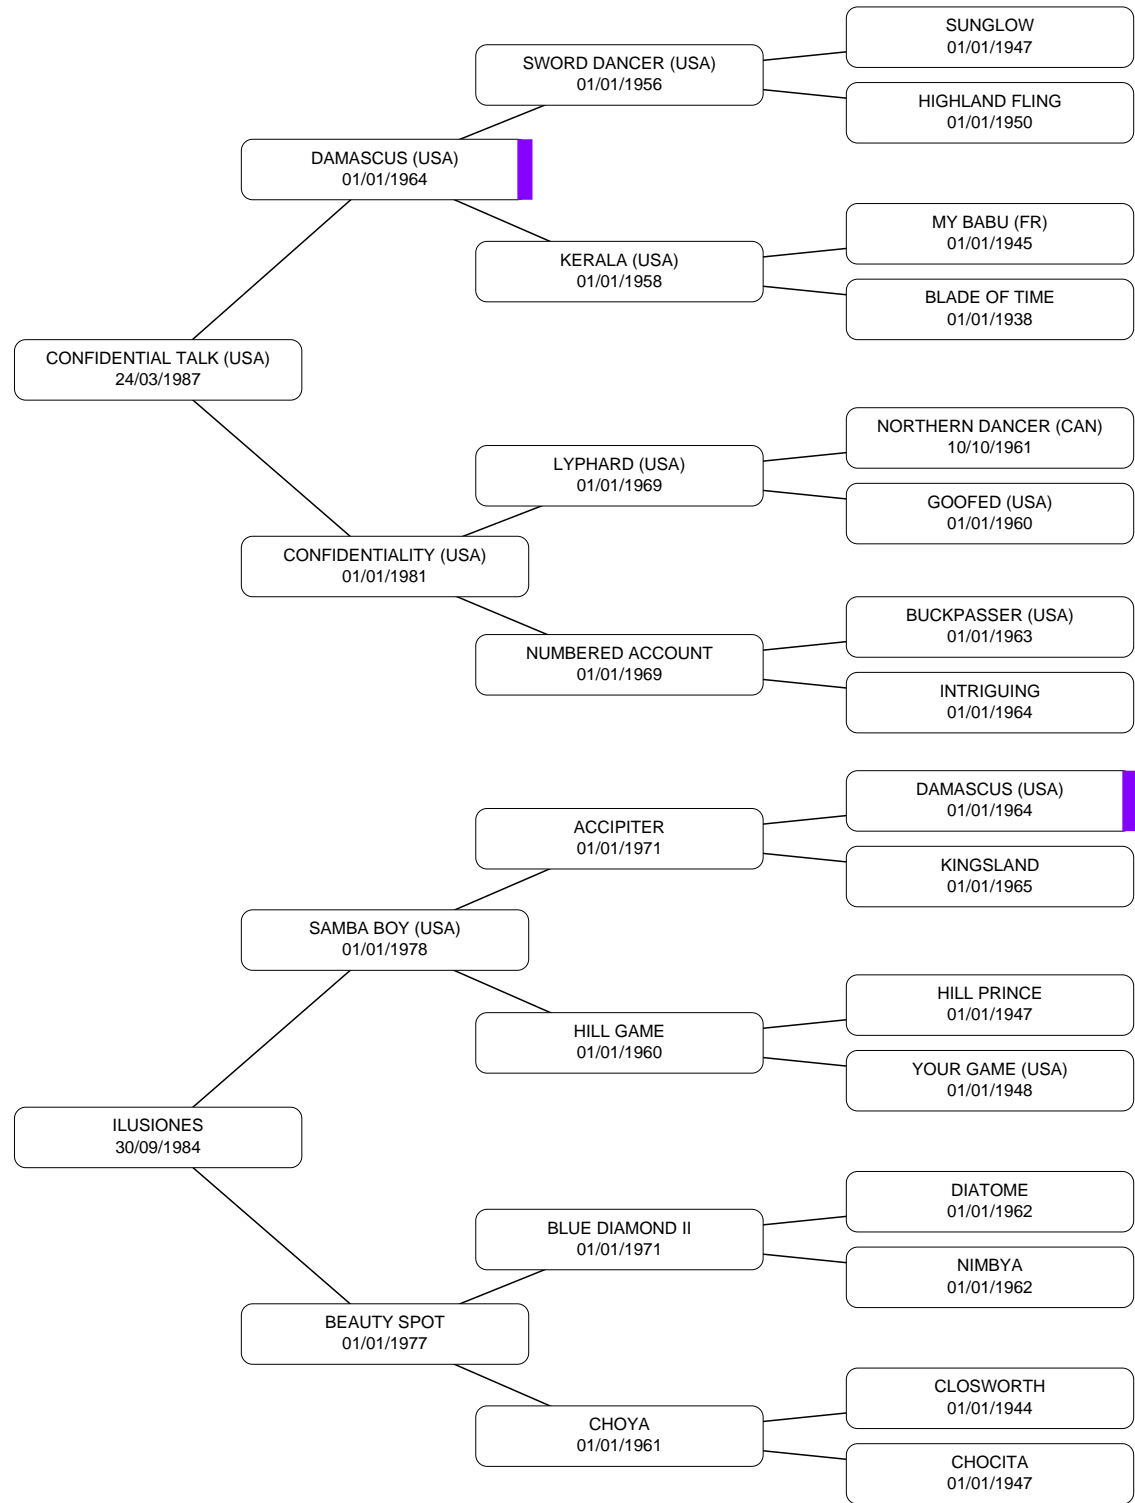 SUNGLOW
01/01/1947
SWORD DANCER (USA)
01/01/1956
HIGHLAND FLING
01/01/1950
DAMASCUS (USA)
01/01/1964
MY BABU (FR)
01/01/1945
KERALA (USA)
01/01/1958
BLADE OF TIME
01/01/1938
CONFIDENTIAL TALK (USA)
24/03/1987
NORTHERN DANCER (CAN)
10/10/1961
LYPHARD (USA)
01/01/1969
GOOFED (USA)
01/01/1960
CONFIDENTIALITY (USA)
01/01/1981
BUCKPASSER (USA)
01/01/1963
NUMBERED ACCOUNT
01/01/1969
INTRIGUING
01/01/1964
DAMASCUS (USA)
01/01/1964
ACCIPITER
01/01/1971
KINGSLAND
01/01/1965
SAMBA BOY (USA)
01/01/1978
HILL PRINCE
01/01/1947
HILL GAME
01/01/1960
YOUR GAME (USA)
01/01/1948
ILUSIONES
30/09/1984
DIATOME
01/01/1962
BLUE DIAMOND II
01/01/1971
NIMBYA
01/01/1962
BEAUTY SPOT
01/01/1977
CLOSWORTH
01/01/1944
CHOYA
01/01/1961
CHOCITA
01/01/1947